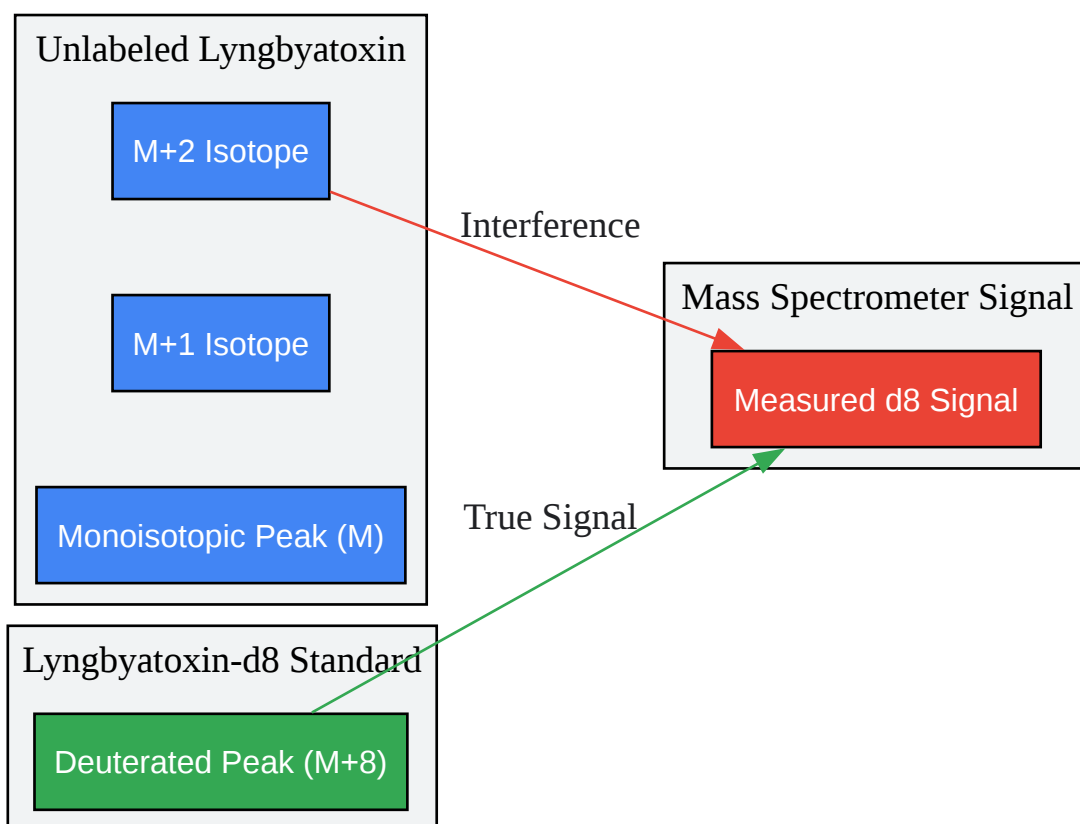 Unlabeled Lyngbyatoxin
M+2 Isotope
Interference
M+1 Isotope
Monoisotopic Peak (M)
Mass Spectrometer Signal
Measured d8 Signal
True Signal
Lyngbyatoxin-d8 Standard
Deuterated Peak (M+8)